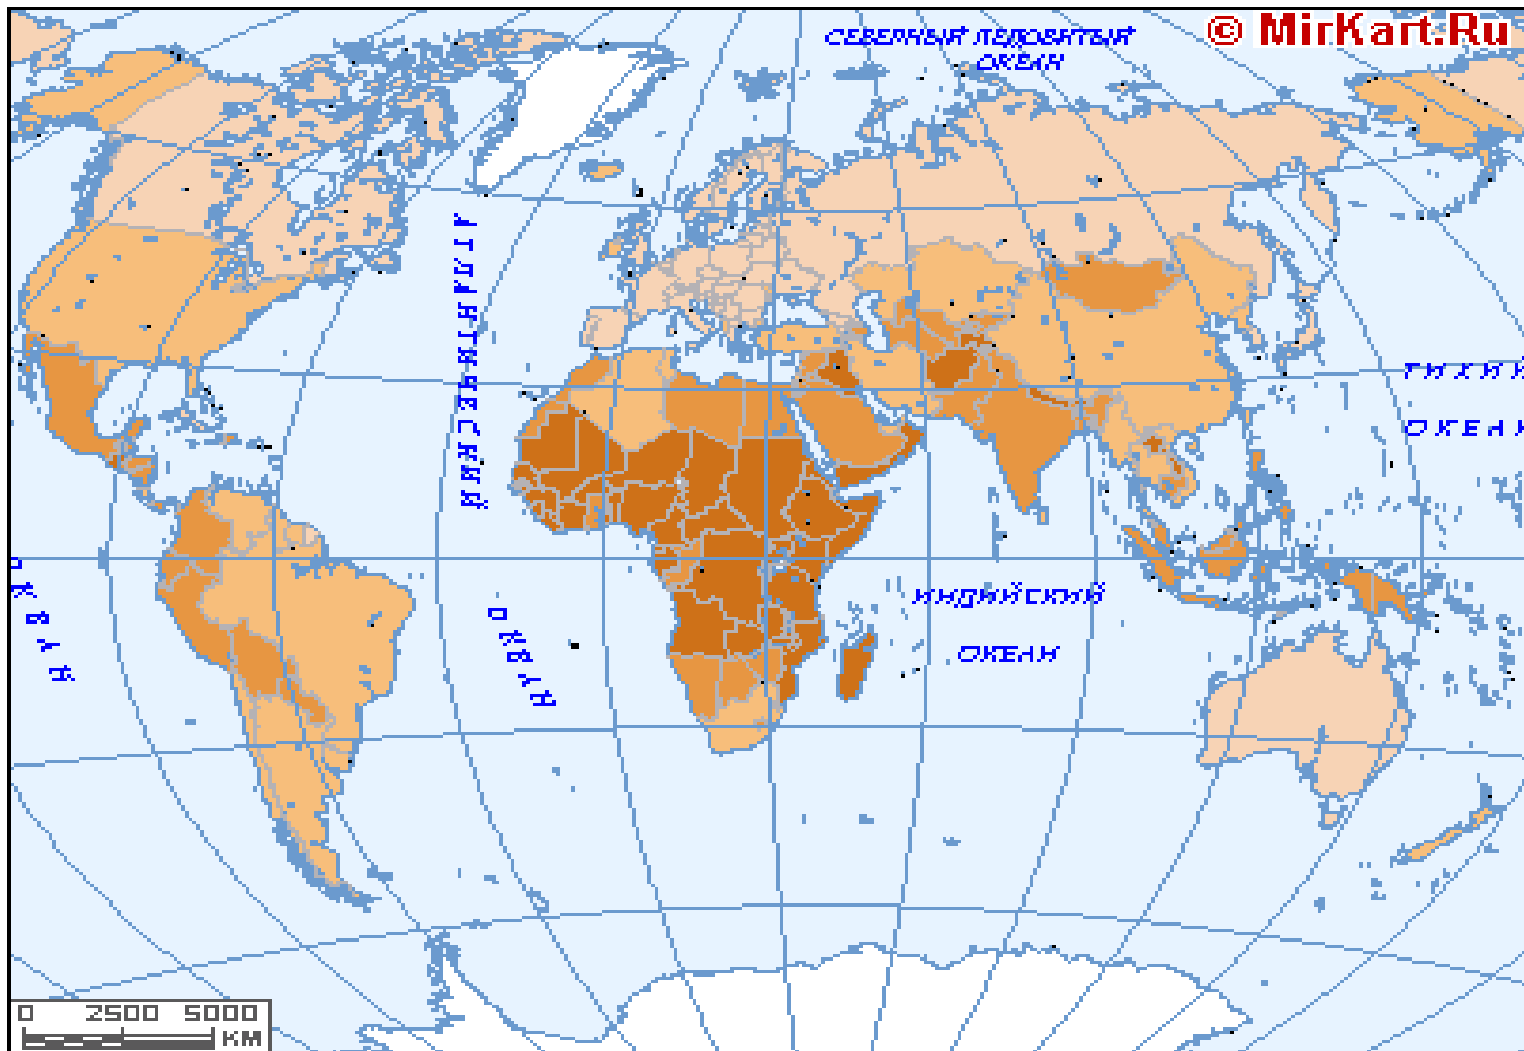 © MirKart.Ru
СЕВЕРНЫЙ ЛЕДОВИТЫЙ
ОКЕАН
АТЛАНТИЧЕСКИЙ
ТИХИЙ
ОКЕАН
ИНДИЙСКИЙ
ОКЕАН
ОКЕАН
0 2500 5000
КМ